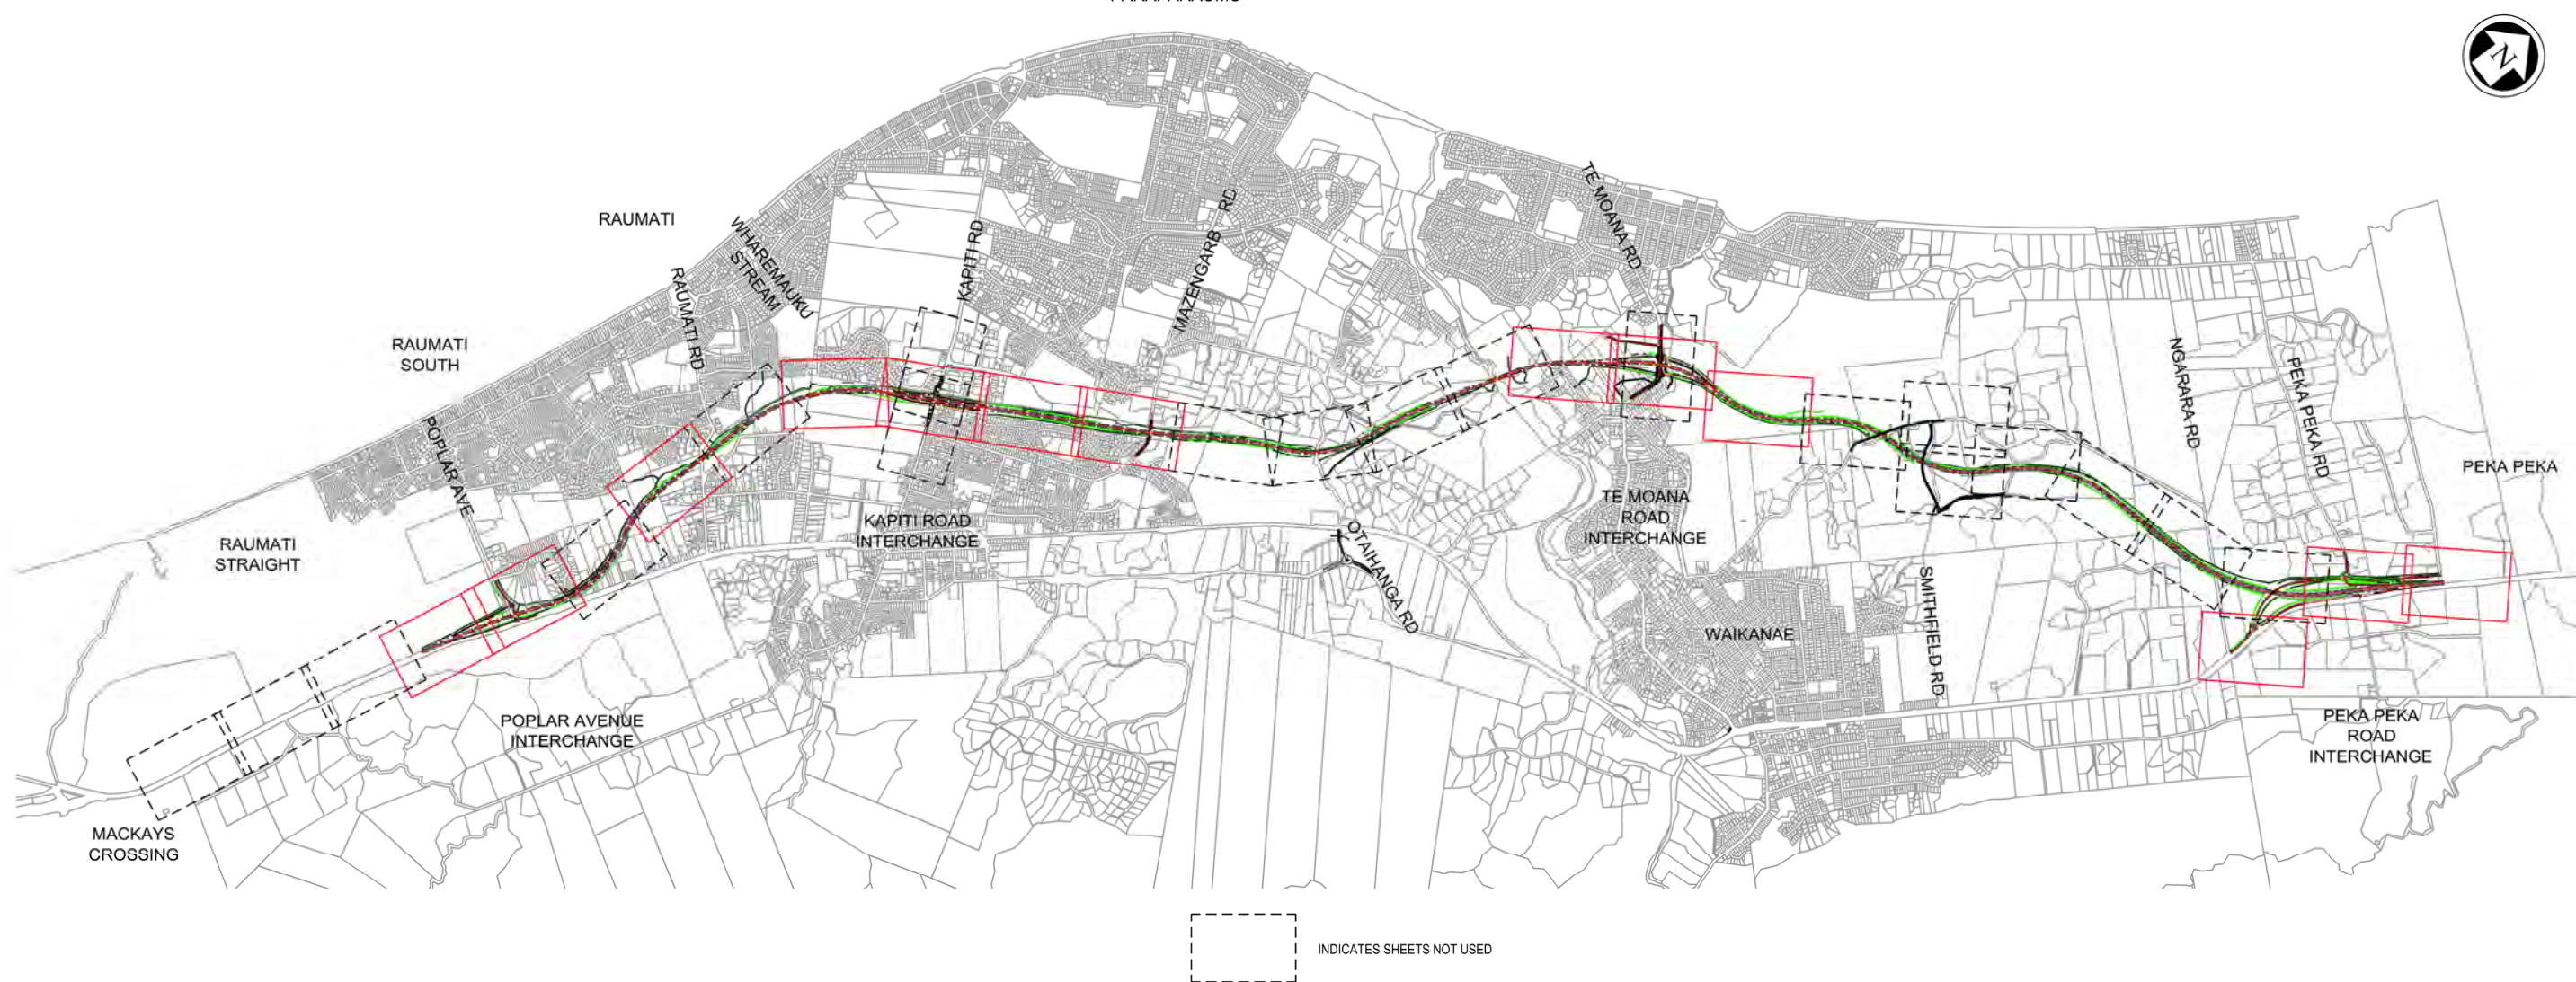 N
RAUMATI
WHAREMAUKU
STREAM
KAPITI RD
MAZENGARB RD
TE MOANA RD
RAUMATI RD
RAUMATI
SOUTH
POPLAR AVE
NGARARA RD
PEKA PEKA RD
PEKA PEKA
RAUMATI
STRAIGHT
KAPITI ROAD
INTERCHANGE
OTAIHANGA RD
TE MOANA
ROAD
INTERCHANGE
SMITHFIELD RD
WAIKANAE
POPLAR AVENUE
INTERCHANGE
PEKA PEKA
ROAD
INTERCHANGE
MACKAYS
CROSSING
INDICATES SHEETS NOT USED